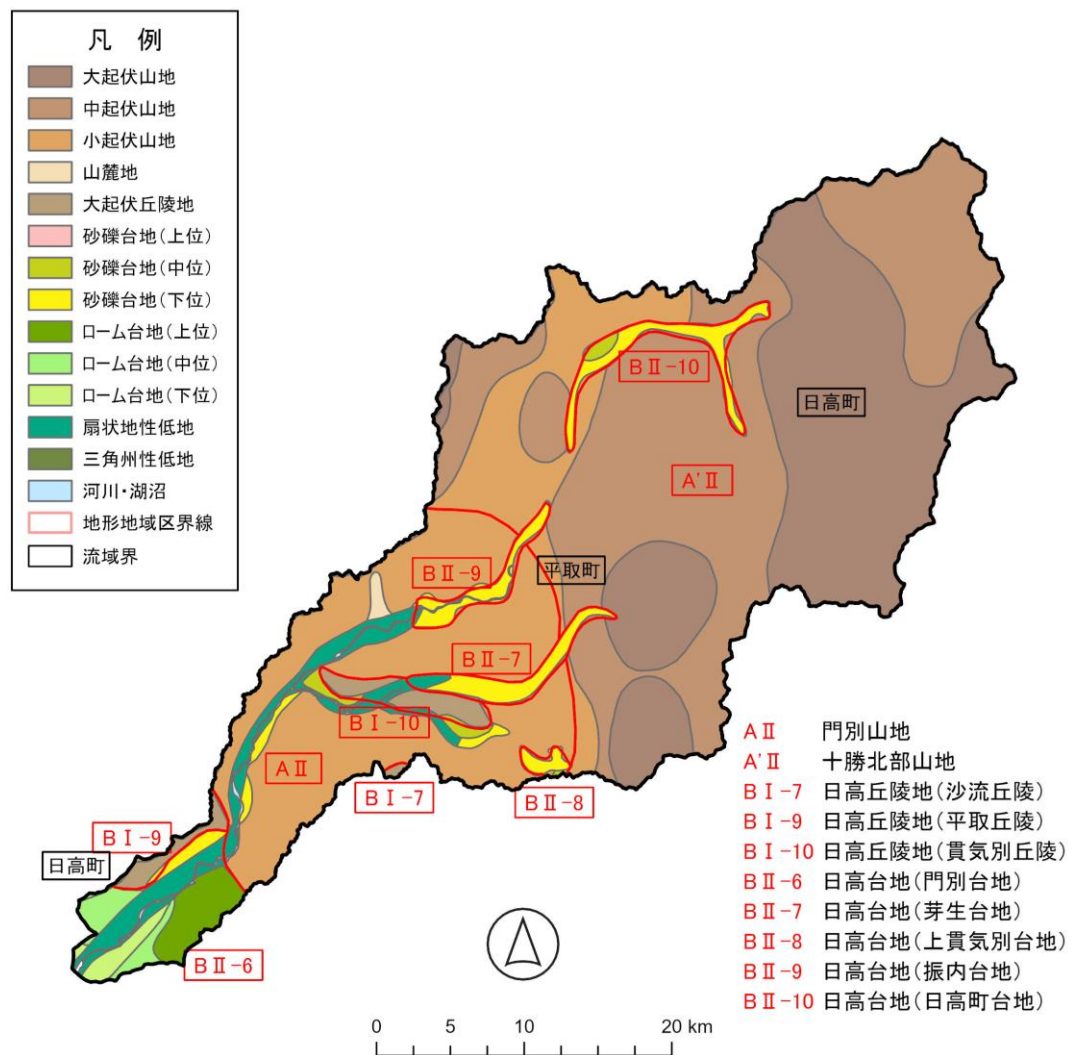 凡 例
大起伏山地
中起伏山地
小起伏山地
山麓地
大起伏丘陵地
砂礫台地(上位)
砂礫台地(中位)
砂礫台地(下位)
ローム台地(上位)
ローム台地(中位)
ローム台地(下位)
扇状地性低地
三角州性低地
河川・湖沼
地形地域区界線
流域界
BⅡ-10
日高町
A'Ⅱ
BⅡ-9
平取町
BⅡ-7
BⅠ-10
AⅡ
BⅠ-7
BⅡ-8
BⅠ-9
日高町
BⅡ-6
AⅡ 門別山地
A'Ⅱ 十勝北部山地
BⅠ-7 日高丘陵地(沙流丘陵)
BⅠ-9 日高丘陵地(平取丘陵)
BⅠ-10 日高丘陵地(貫気別丘陵)
BⅡ-6 日高台地(門別台地)
BⅡ-7 日高台地(芽生台地)
BⅡ-8 日高台地(上貫気別台地)
BⅡ-9 日高台地(振内台地)
BⅡ-10 日高台地(日高町台地)
0 5 10 20 km